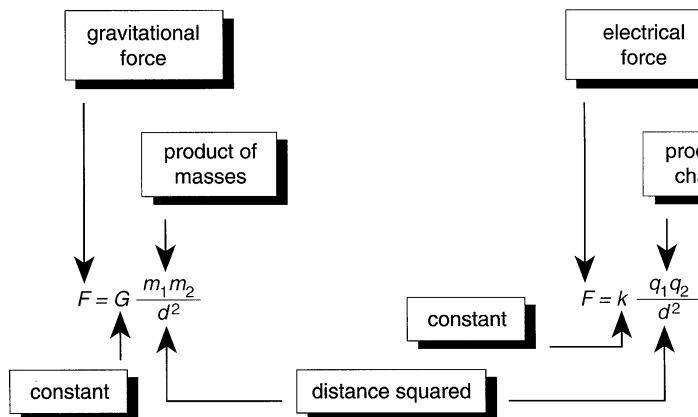 gravitational
force
electrical
force
product of
masses
F = G m₁m₂ / d²
F = k q₁q₂ / d²
constant
constant
distance squared